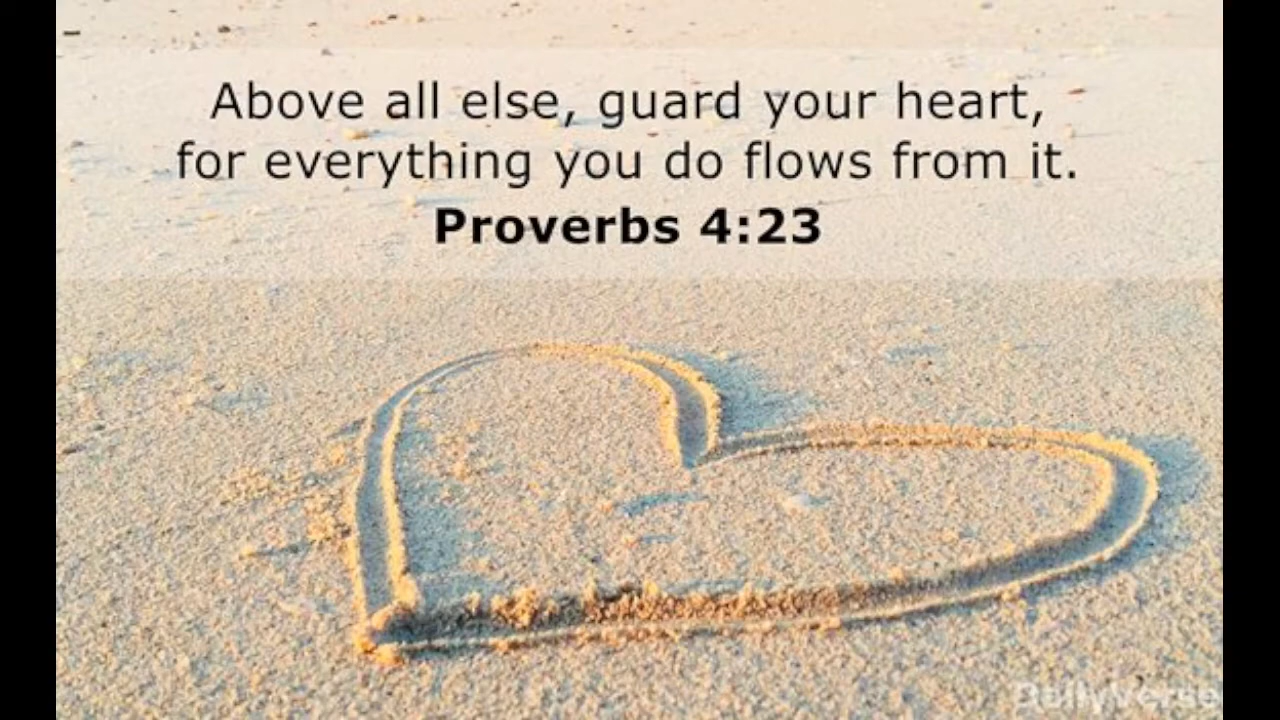 Above all else, guard your heart,
for everything you do flows from it.
Proverbs 4:23
DailyVerse